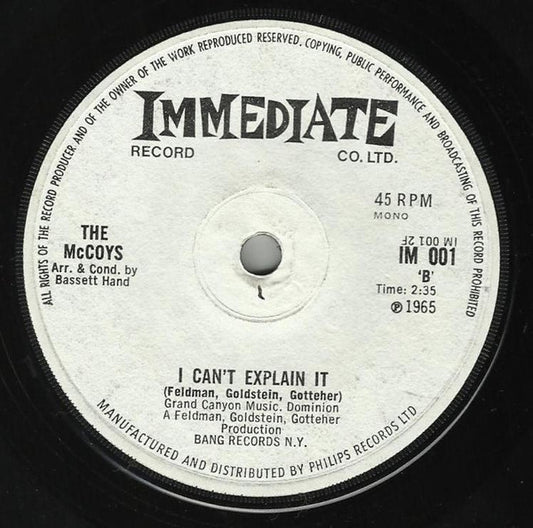 ALL RIGHTS OF THE RECORD PRODUCER AND OF THE OWNER OF THE WORK REPRODUCED RESERVED. COPYING, PUBLIC PERFORMANCE AND BROADCASTING OF THIS RECORD PROHIBITED
IMMEDIATE
RECORD CO. LTD.
45 RPM
MONO
IM 001 2F
THE
McCOYS
Arr. & Cond. by
Bassett Hand
IM 001
'B'
Time: 2:35
Ⓟ 1965
I CAN'T EXPLAIN IT
(Feldman, Goldstein, Gotteher)
Grand Canyon Music. Dominion
A Feldman, Goldstein, Gotteher
Production
BANG RECORDS N.Y.
MANUFACTURED AND DISTRIBUTED BY PHILIPS RECORDS LTD